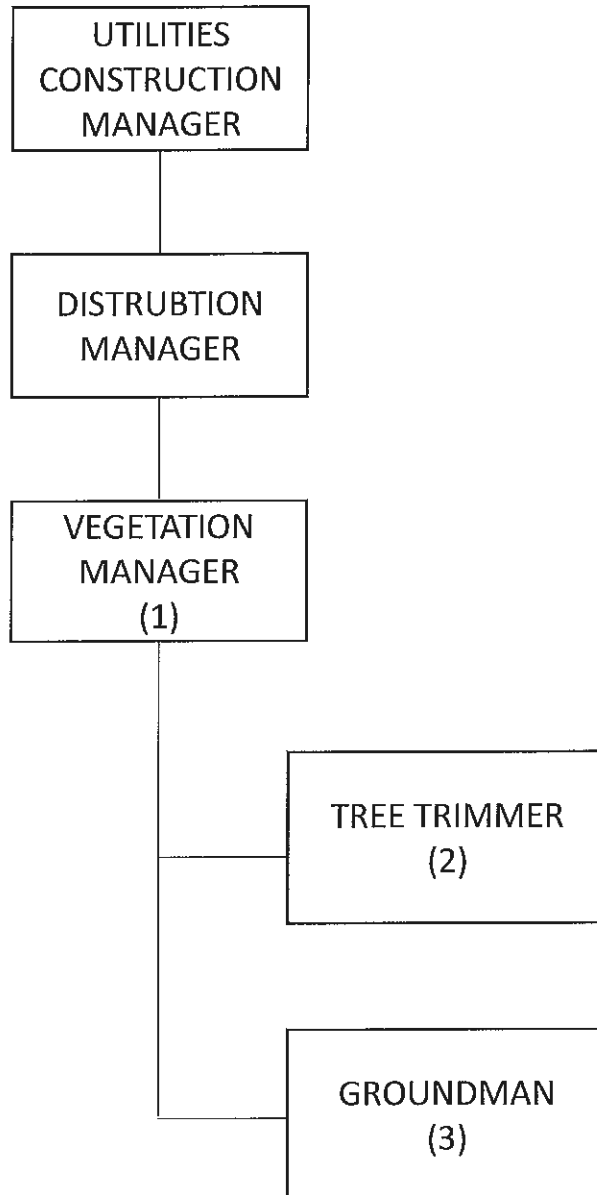 UTILITIES
CONSTRUCTION
MANAGER
DISTRUBTION
MANAGER
VEGETATION
MANAGER
(1)
TREE TRIMMER
(2)
GROUNDMAN
(3)